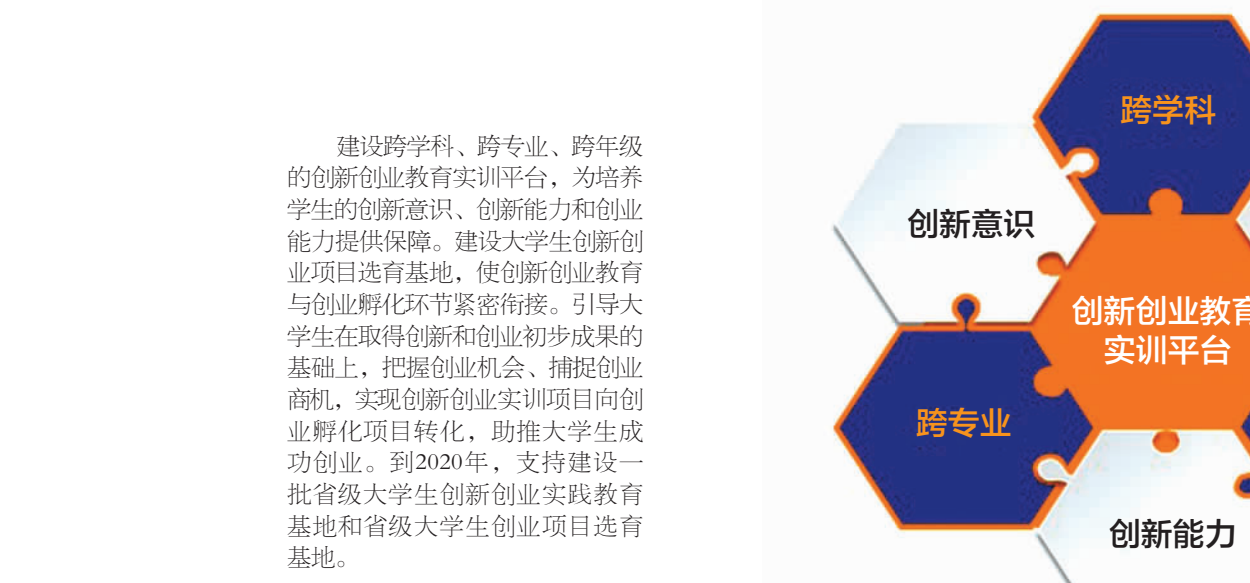 建设跨学科、跨专业、跨年级
的创新创业教育实训平台，为培养
学生的创新意识、创新能力和创业
能力提供保障。建设大学生创新创
业项目选育基地，使创新创业教育
与创业孵化环节紧密衔接。引导大
学生在取得创新和创业初步成果的
基础上，把握创业机会、捕捉创业
商机，实现创新创业实训项目向创
业孵化项目转化，助推大学生成
功创业。到2020年，支持建设一
批省级大学生创新创业实践教育
基地和省级大学生创业项目选育
基地。
跨学科
创新意识
创新创业教育
实训平台
跨专业
创新能力